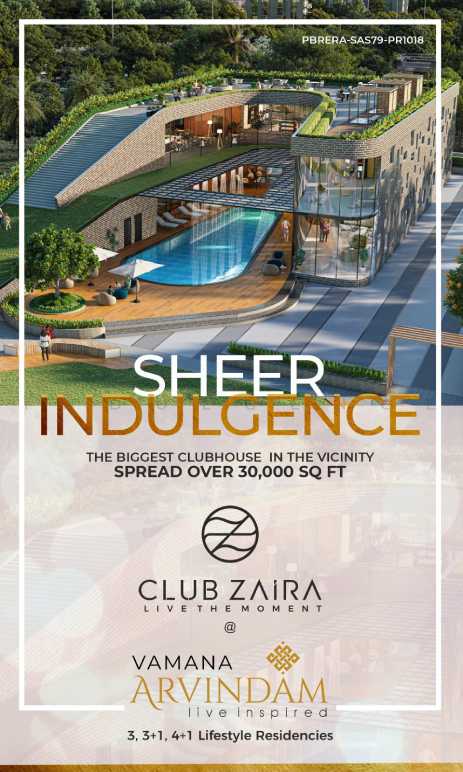 PBRERA-SAS79-PR1018
SHEER
INDULGENCE
THE BIGGEST CLUBHOUSE IN THE VICINITY
SPREAD OVER 30,000 SQ FT
CLUB ZAIRA
LIVE THE MOMENT
@
VAMANA
ARVINDAM
live inspired
3, 3+1, 4+1 Lifestyle Residencies